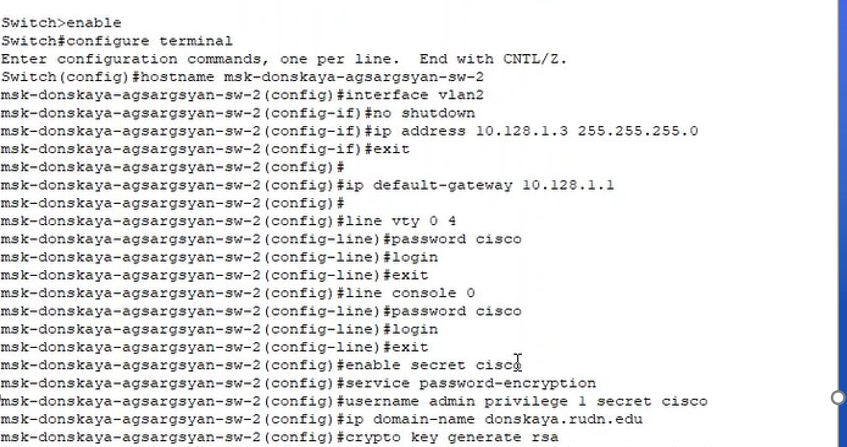 Switch>enable
Switch#configure terminal
Enter configuration commands, one per line.  End with CNTL/Z.
Switch(config)#hostname msk-donskaya-agsargsyan-sw-2
msk-donskaya-agsargsyan-sw-2(config)#interface vlan2
msk-donskaya-agsargsyan-sw-2(config-if)#no shutdown
msk-donskaya-agsargsyan-sw-2(config-if)#ip address 10.128.1.3 255.255.255.0
msk-donskaya-agsargsyan-sw-2(config-if)#exit
msk-donskaya-agsargsyan-sw-2(config)#
msk-donskaya-agsargsyan-sw-2(config)#ip default-gateway 10.128.1.1
msk-donskaya-agsargsyan-sw-2(config)#
msk-donskaya-agsargsyan-sw-2(config)#line vty 0 4
msk-donskaya-agsargsyan-sw-2(config-line)#password cisco
msk-donskaya-agsargsyan-sw-2(config-line)#login
msk-donskaya-agsargsyan-sw-2(config-line)#exit
msk-donskaya-agsargsyan-sw-2(config)#line console 0
msk-donskaya-agsargsyan-sw-2(config-line)#password cisco
msk-donskaya-agsargsyan-sw-2(config-line)#login
msk-donskaya-agsargsyan-sw-2(config-line)#exit
msk-donskaya-agsargsyan-sw-2(config)#enable secret cisco
msk-donskaya-agsargsyan-sw-2(config)#service password-encryption
msk-donskaya-agsargsyan-sw-2(config)#username admin privilege 1 secret cisco
msk-donskaya-agsargsyan-sw-2(config)#ip domain-name donskaya.rudn.edu
msk-donskaya-agsargsyan-sw-2(config)#crypto key generate rsa